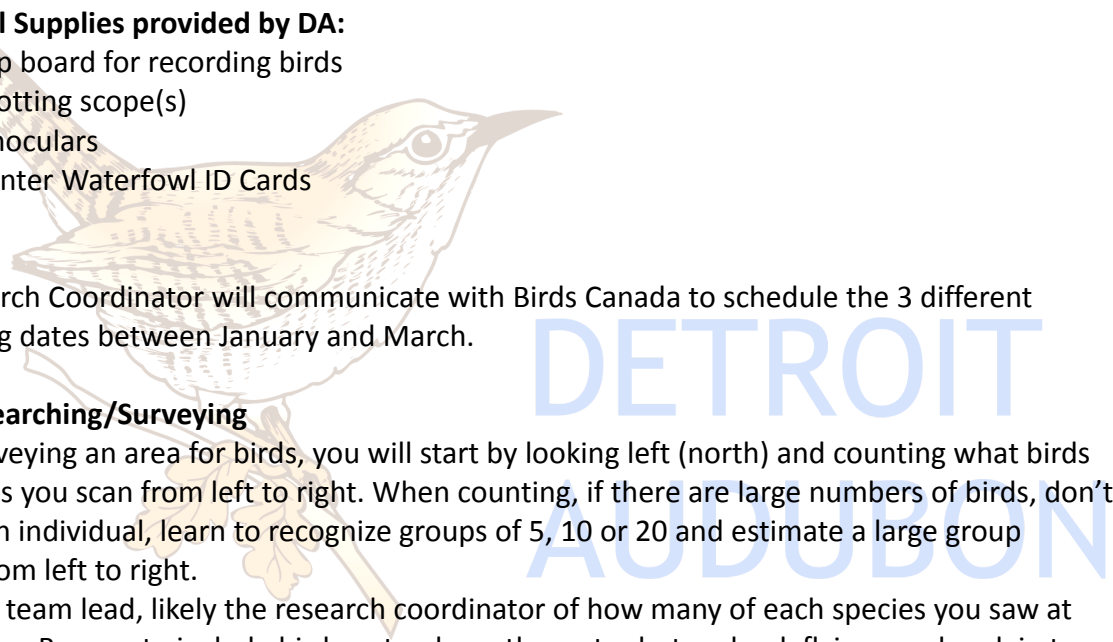 l Supplies provided by DA:
p board for recording birds
otting scope(s)
noculars
nter Waterfowl ID Cards
rch Coordinator will communicate with Birds Canada to schedule the 3 different
g dates between January and March.
earching/Surveying
veying an area for birds, you will start by looking left (north) and counting what birds
s you scan from left to right. When counting, if there are large numbers of birds, don’t
n individual, learn to recognize groups of 5, 10 or 20 and estimate a large group
om left to right.
team lead, likely the research coordinator of how many of each species you saw at
DETROIT
AUDUBON